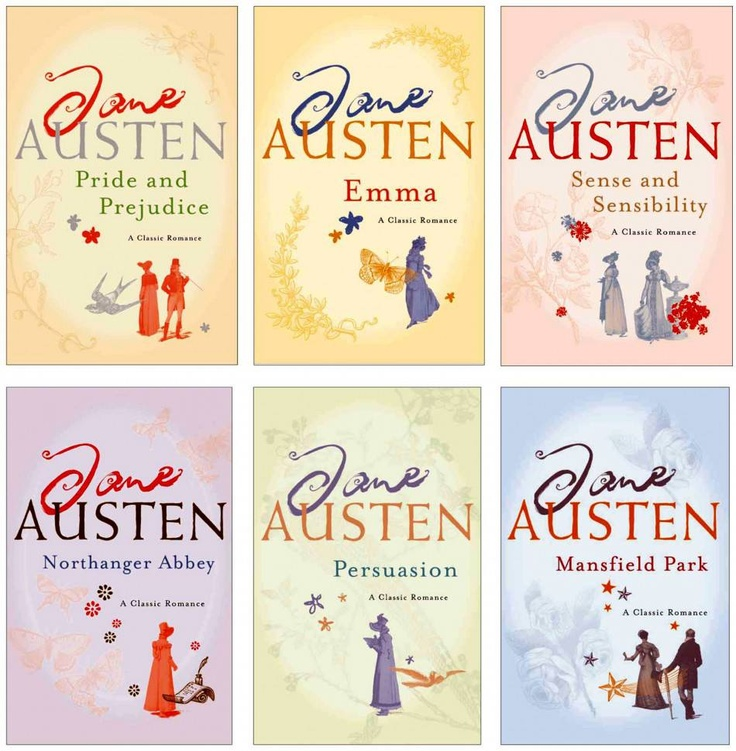 Jane
AUSTEN
Pride and
Prejudice
A Classic Romance
Jane
AUSTEN
Emma
A Classic Romance
Jane
AUSTEN
Sense and
Sensibility
A Classic Romance
Jane
AUSTEN
Northanger Abbey
A Classic Romance
Jane
AUSTEN
Persuasion
A Classic Romance
Jane
AUSTEN
Mansfield Park
A Classic Romance